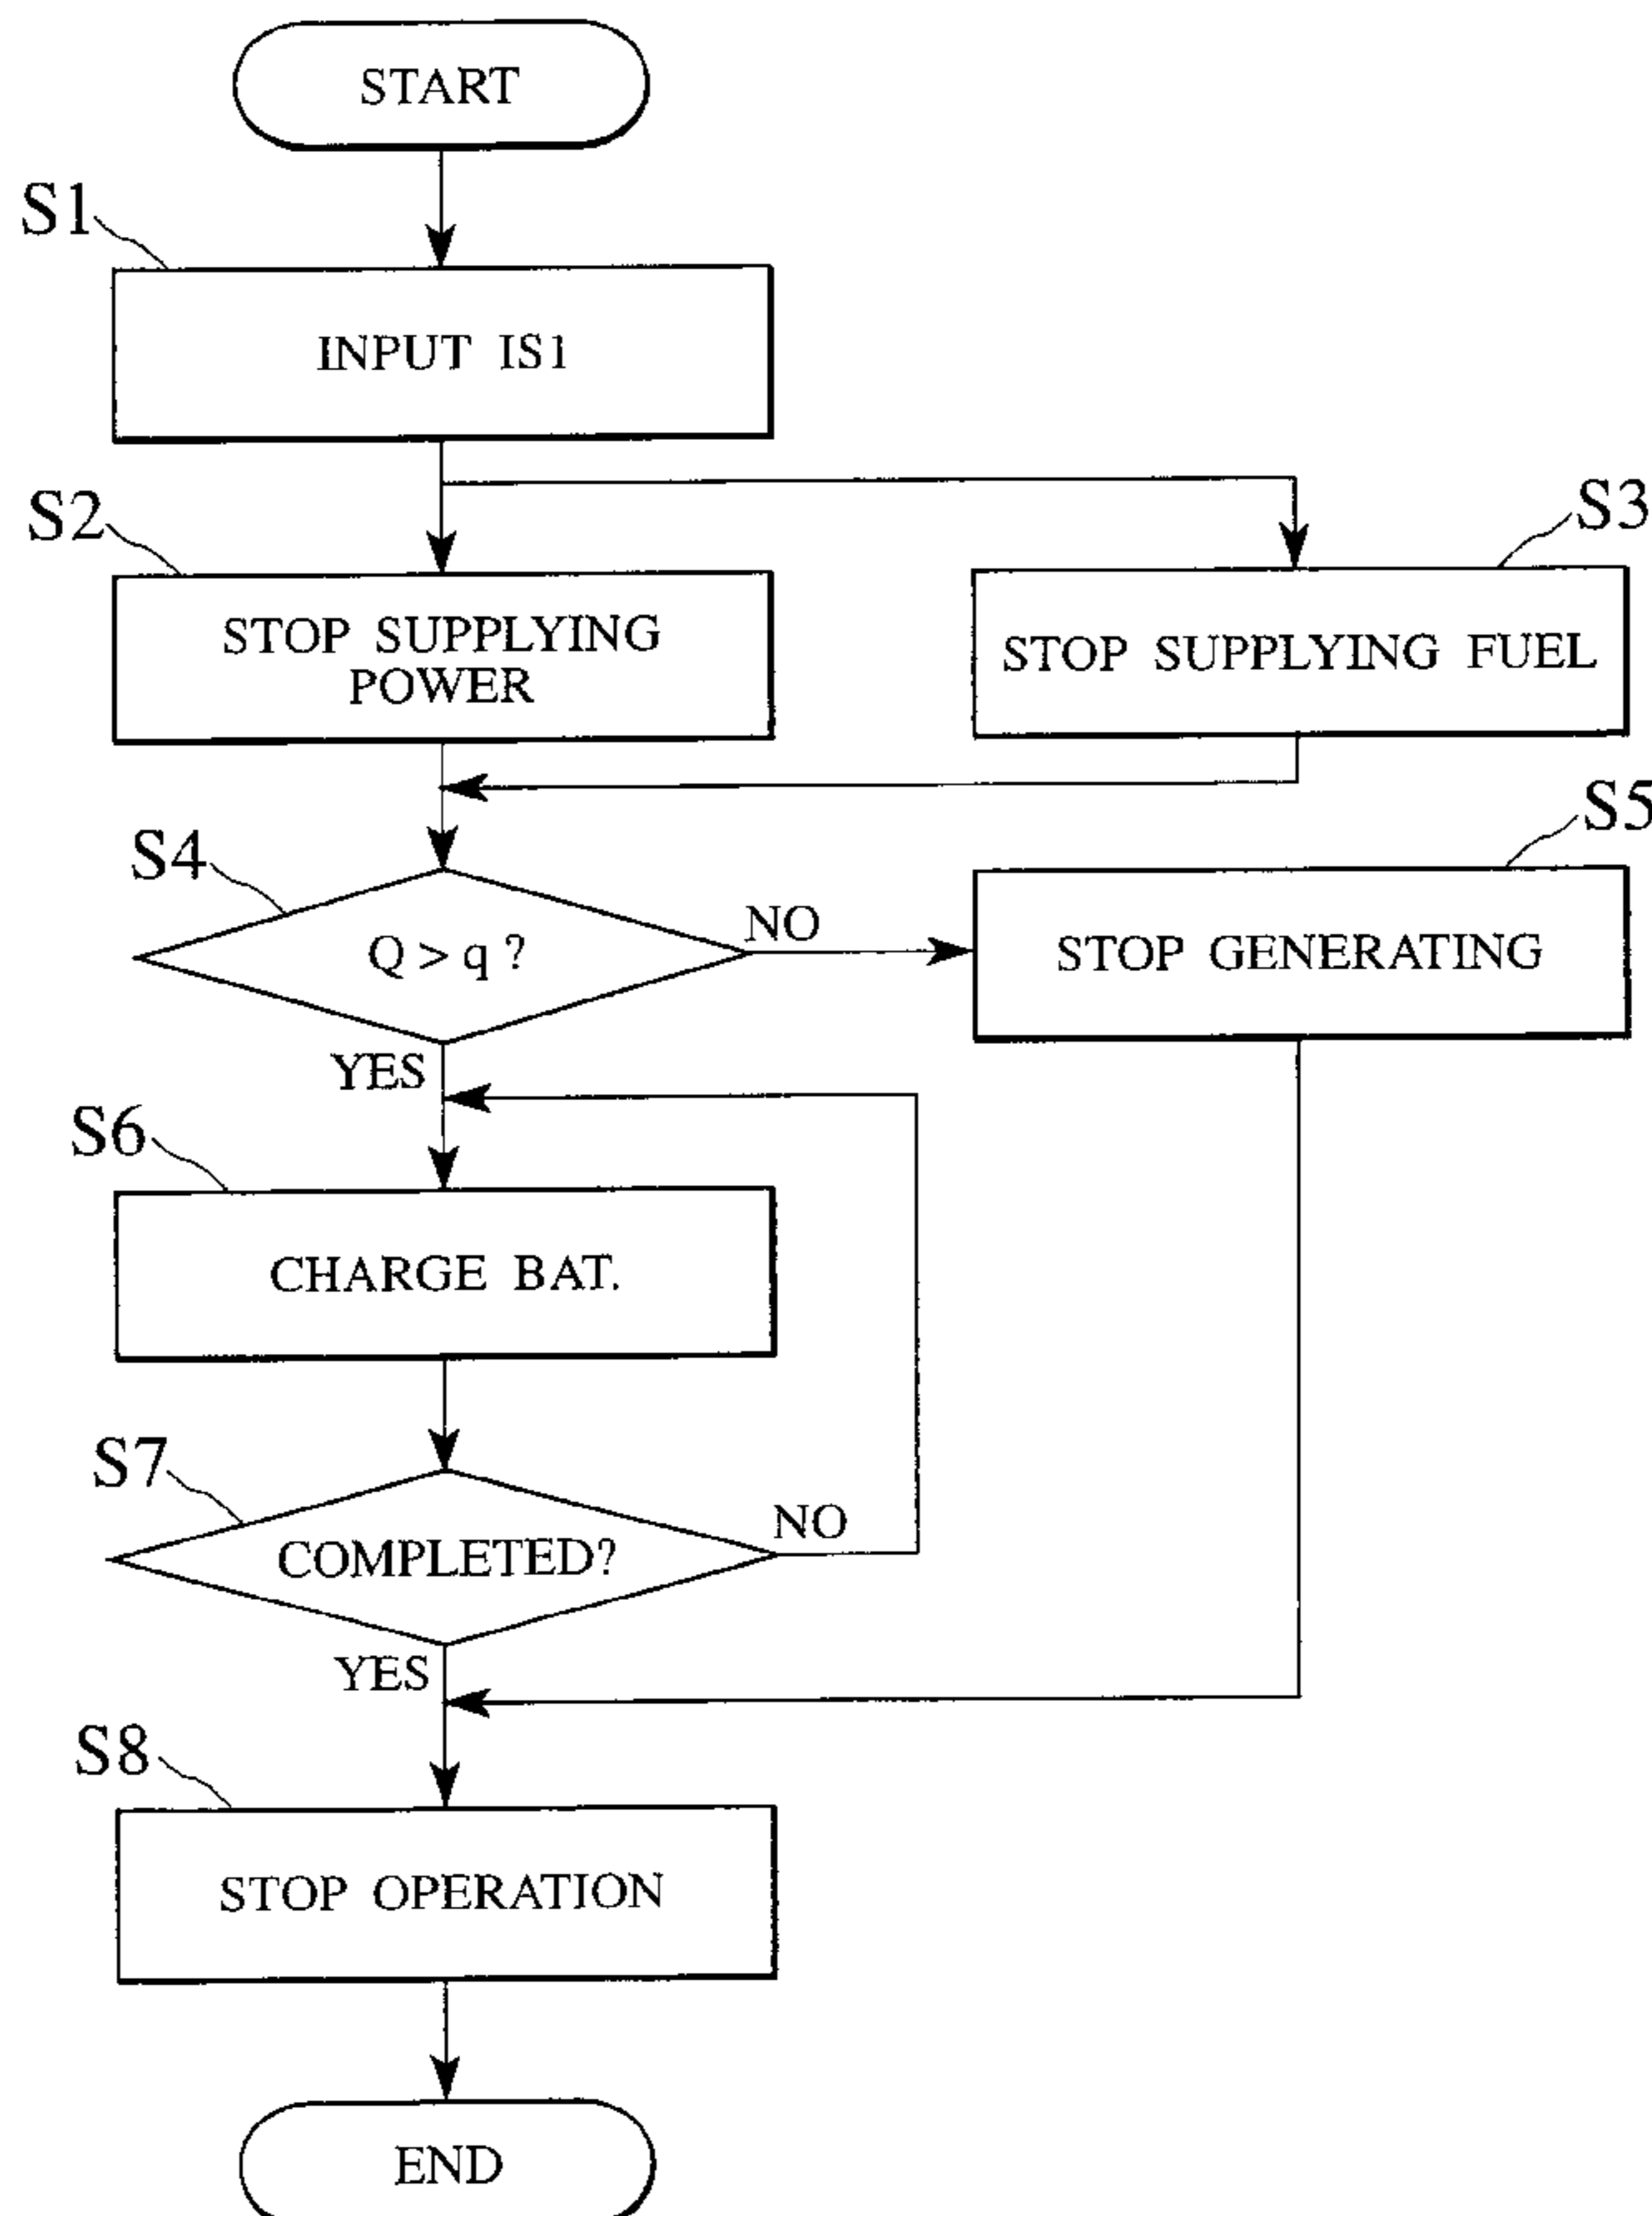 START
S1
INPUT IS1
S2
S3
STOP SUPPLYING
POWER
STOP SUPPLYING FUEL
S4
S5
Q > q ?
NO
STOP GENERATING
YES
S6
CHARGE BAT.
S7
COMPLETED?
NO
YES
S8
STOP OPERATION
END